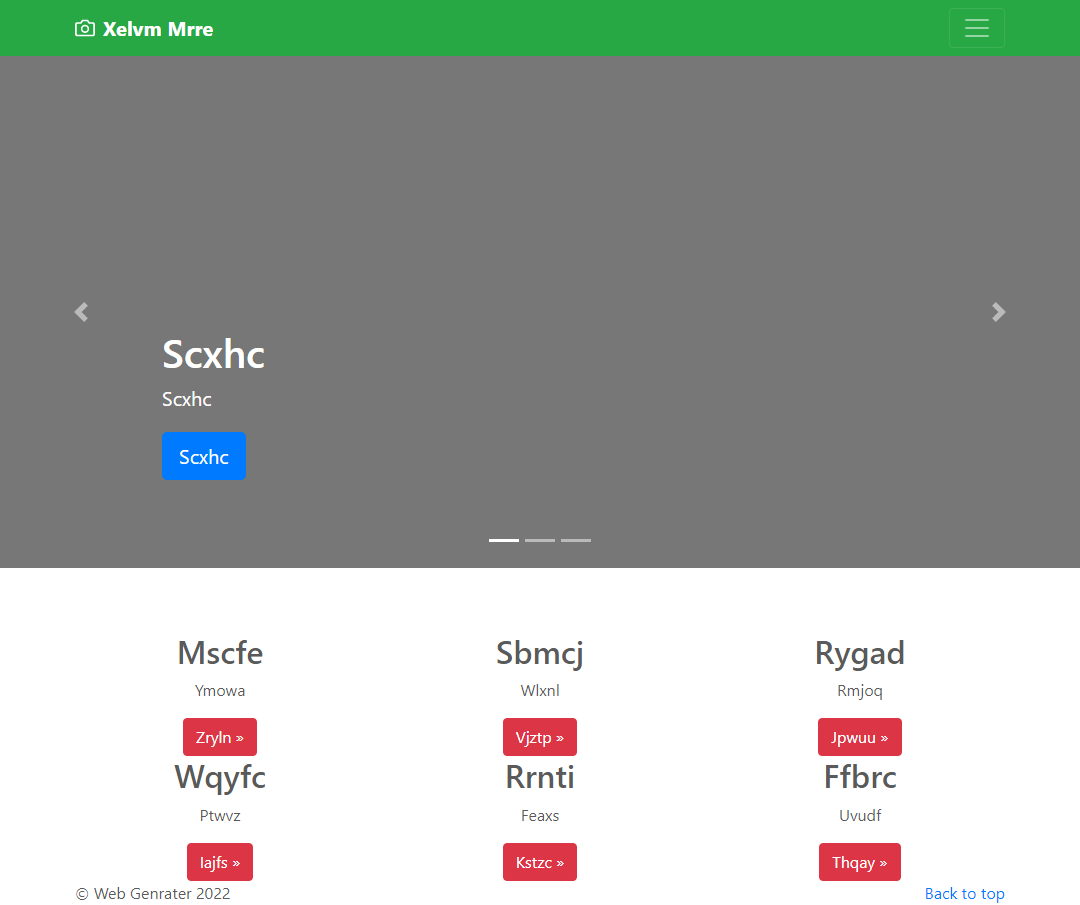 Xelvm Mrre
Scxhc
Scxhc
Scxhc
Mscfe
Ymowa
Zryln »
Sbmcj
Wlxnl
Vjztp »
Rygad
Rmjoq
Jpwuu »
Wqyfc
Ptwvz
Iajfs »
Rrnti
Feaxs
Kstzc »
Ffbrc
Uvudf
Thqay »
© Web Genrater 2022
Back to top